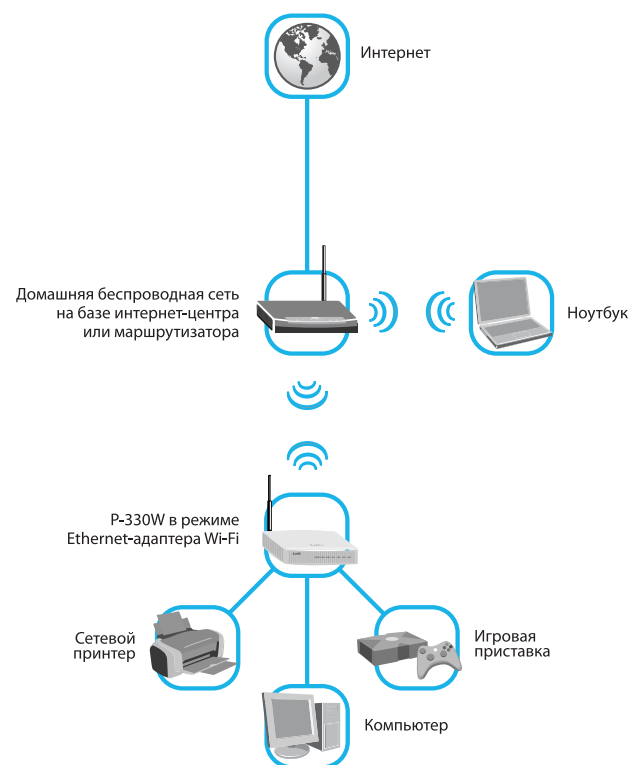 Интернет
Домашняя беспроводная сеть
на базе интернет-центра
или маршрутизатора
Ноутбук
P-330W в режиме
Ethernet-адаптера Wi-Fi
Сетевой
принтер
Игровая
приставка
Компьютер